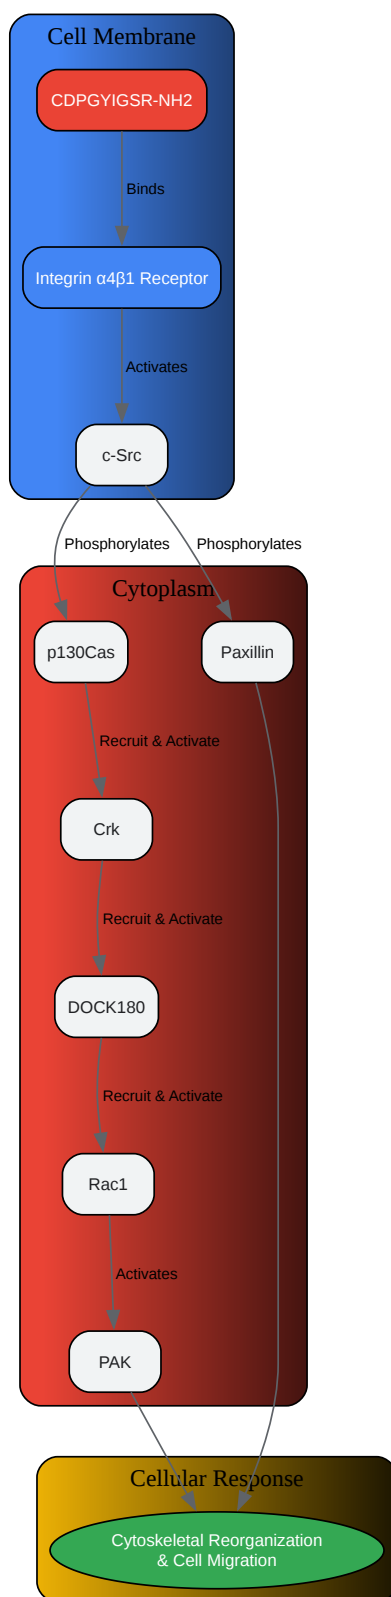 Cell Membrane
CDPGYIGSR-NH2
Binds
Integrin α4β1 Receptor
Activates
c-Src
Phosphorylates
Phosphorylates
Cytoplasm
p130Cas
Paxillin
Recruit & Activate
Crk
Recruit & Activate
DOCK180
Recruit & Activate
Rac1
Activates
PAK
Cellular Response
Cytoskeletal Reorganization
& Cell Migration